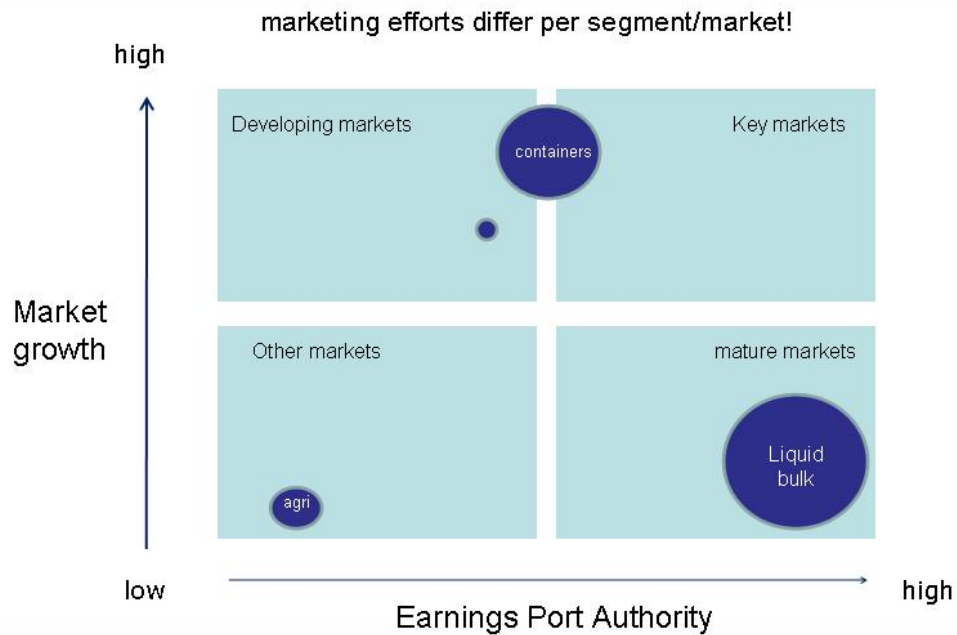 marketing efforts differ per segment/market!
high
Developing markets
containers
Key markets
Market
growth
Other markets
mature markets
agri
Liquid
bulk
low
high
Earnings Port Authority